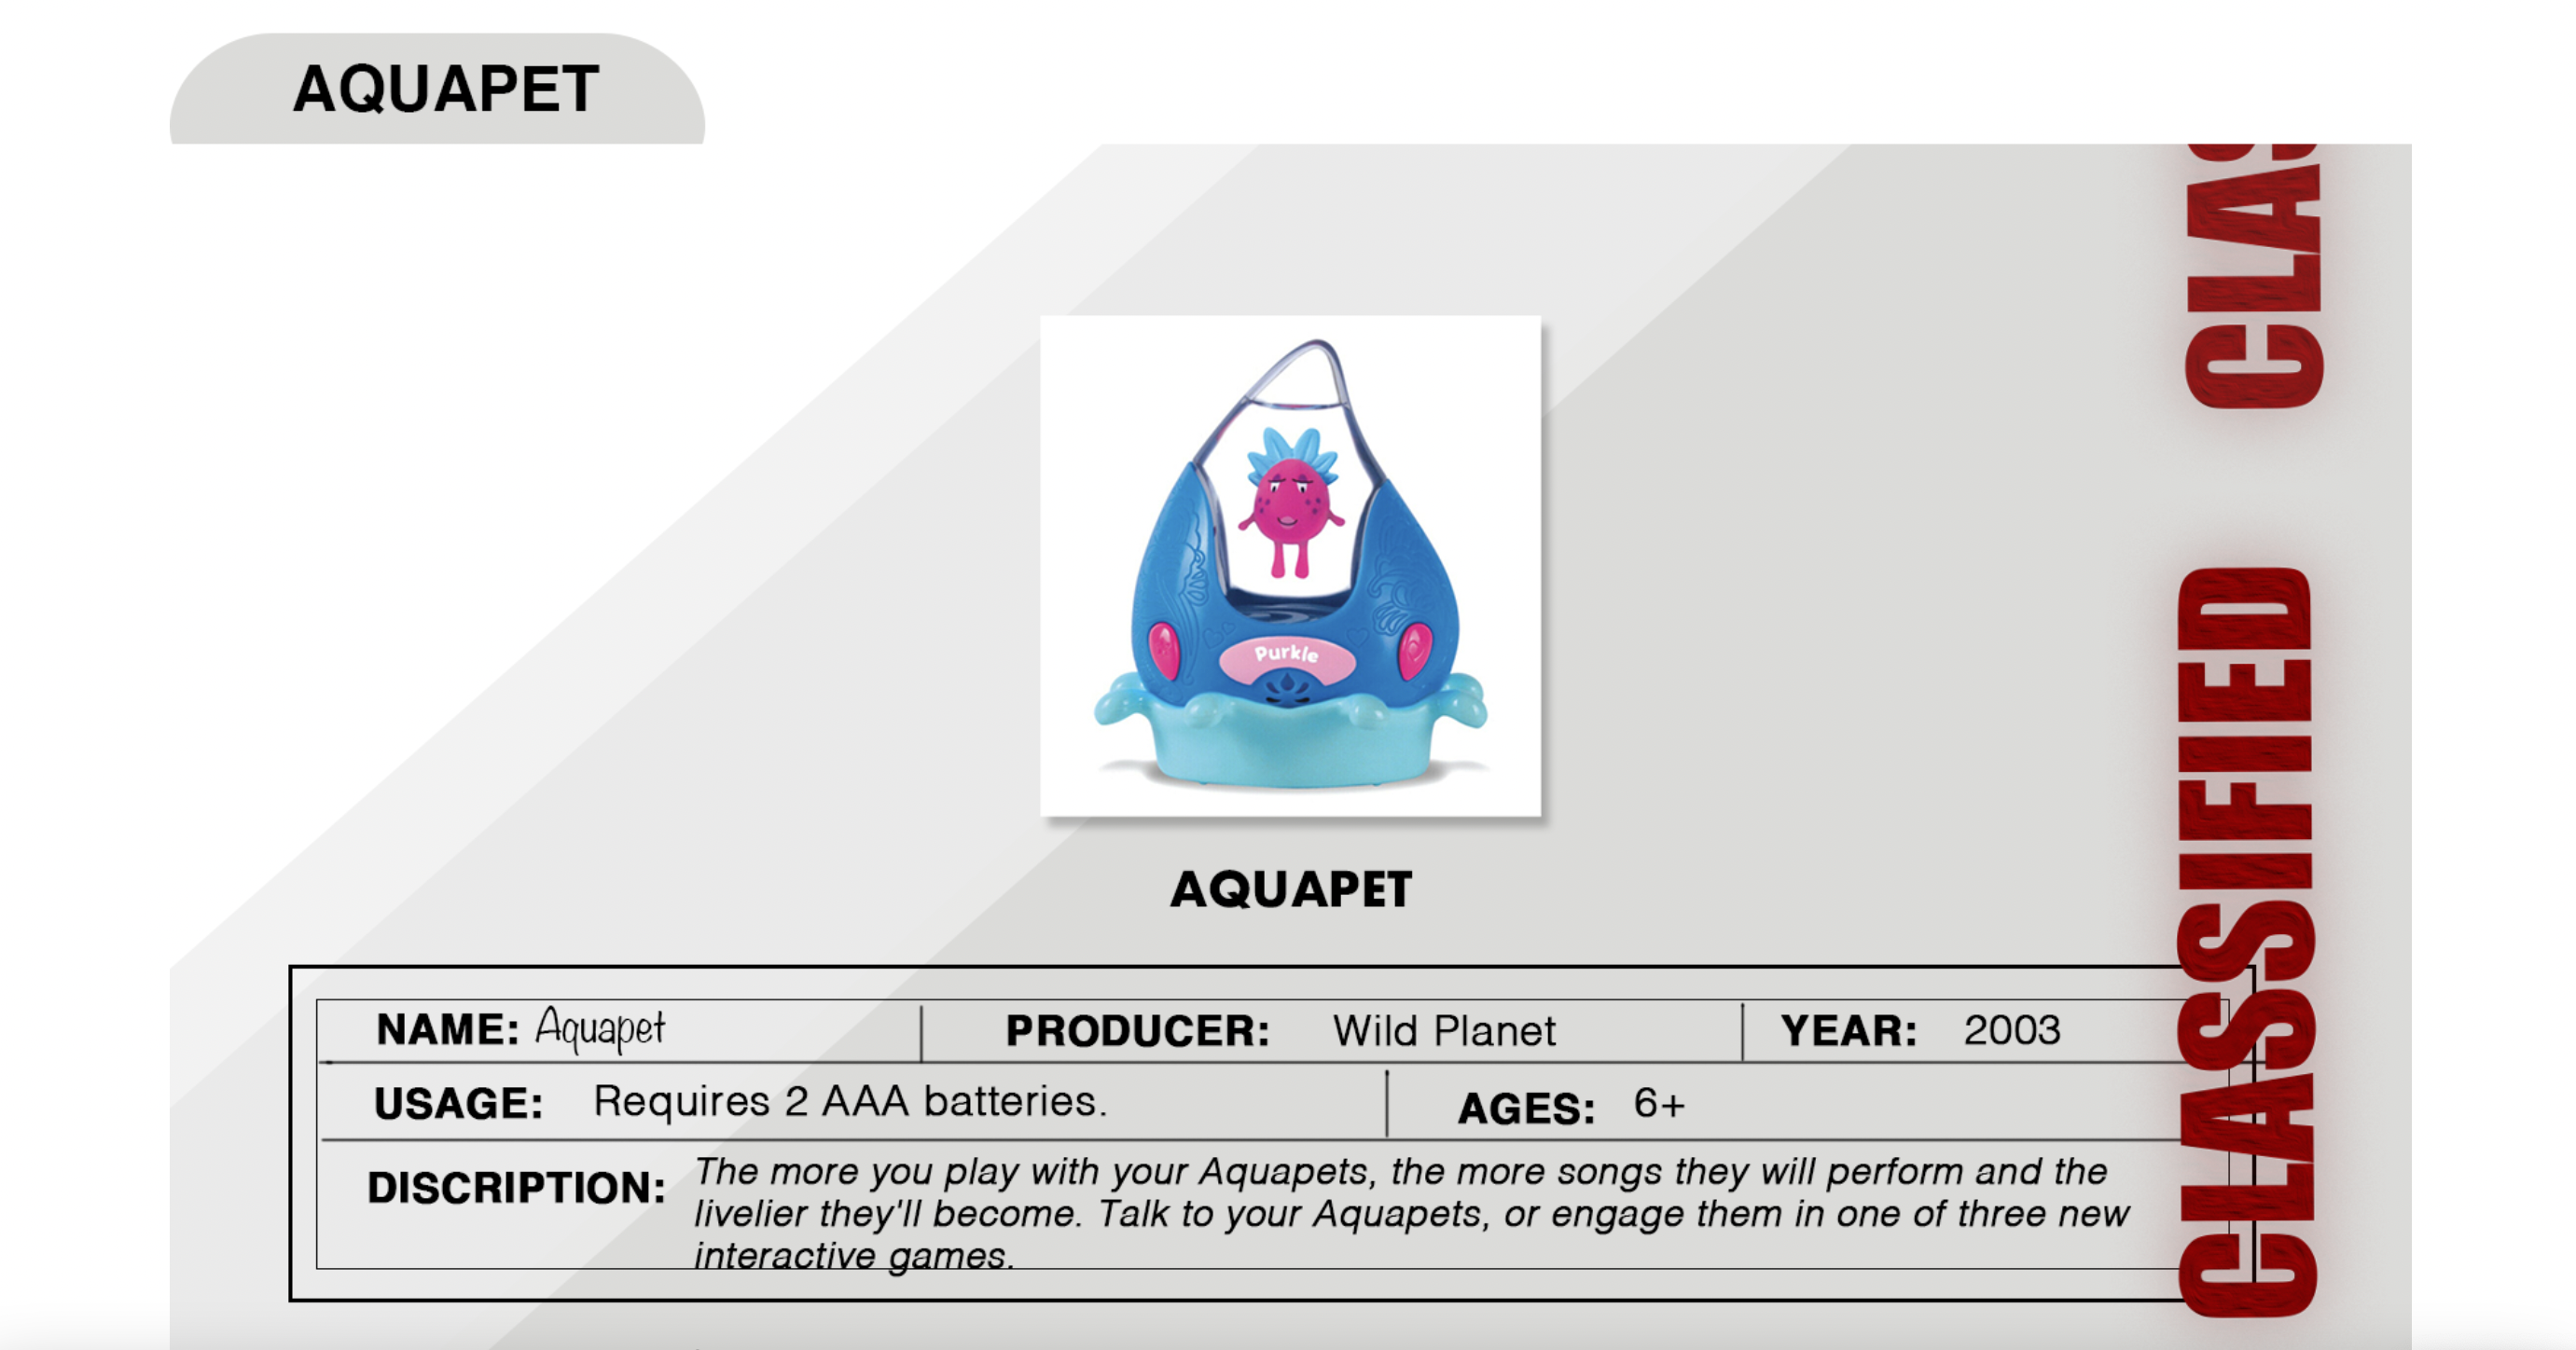 AQUAPET
CLAS
Purkle
AQUAPET
NAME: Aquapet PRODUCER: Wild Planet YEAR: 2003
USAGE: Requires 2 AAA batteries. AGES: 6+
DISCRIPTION: The more you play with your Aquapets, the more songs they will perform and the
livelier they'll become. Talk to your Aquapets, or engage them in one of three new
interactive games.
CLASSIFIED